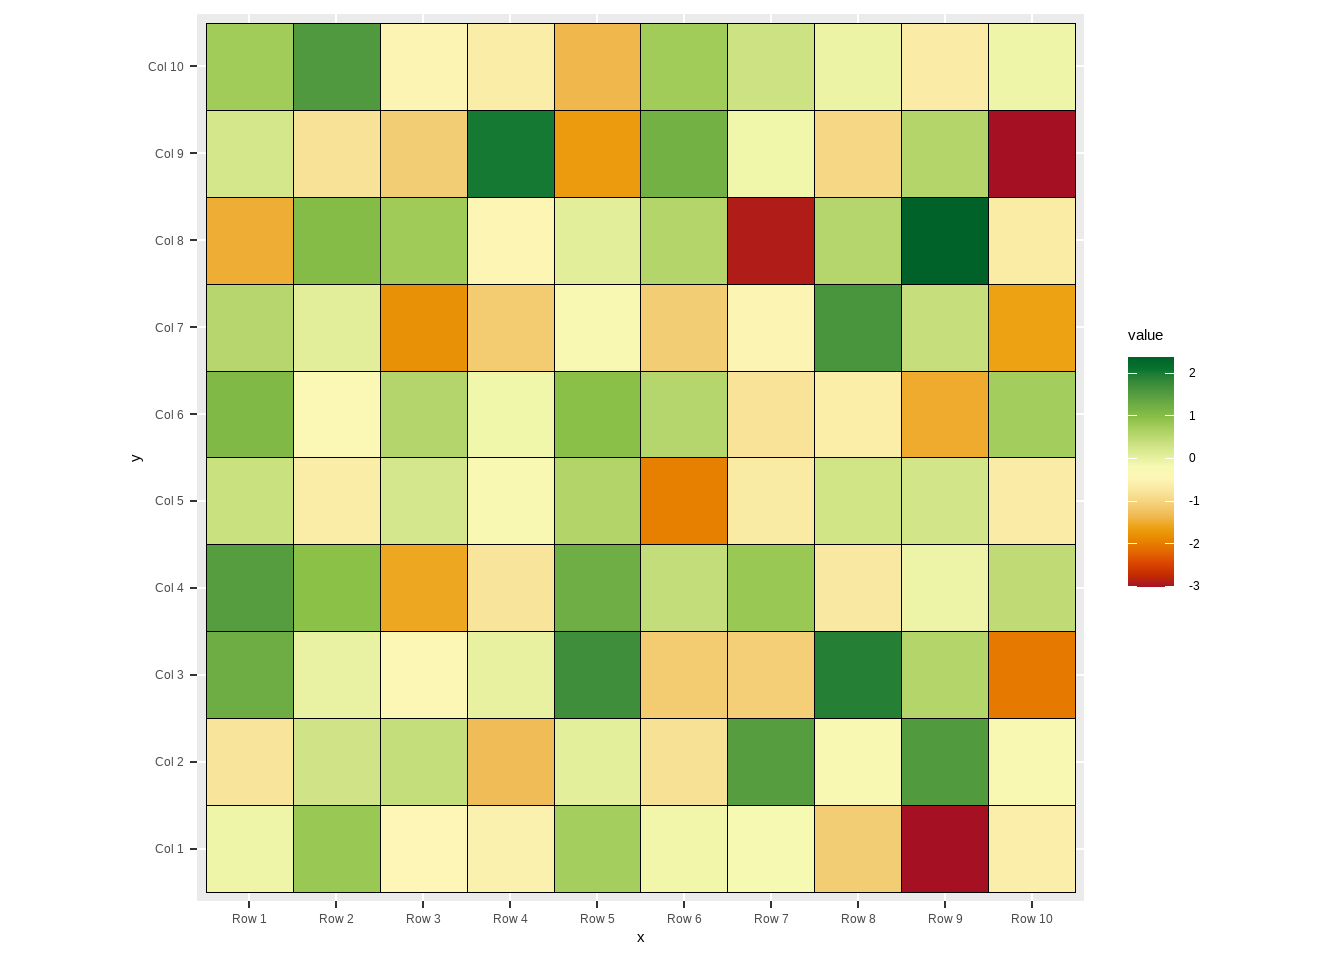 Col 10
Col 9
Col 8
Col 7
Col 6
Col 5
Col 4
Col 3
Col 2
Col 1
y
Row 1 Row 2 Row 3 Row 4 Row 5 Row 6 Row 7 Row 8 Row 9 Row 10
x
value
2
1
0
-1
-2
-3